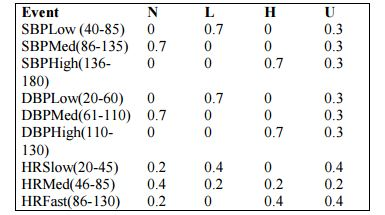 Event N L H U
SBPLow (40-85) 0 0.7 0 0.3
SBPMed(86-135) 0.7 0 0 0.3
SBPHigh(136- 0 0 0.7 0.3
180)
DBPLow(20-60) 0 0.7 0 0.3
DBPMed(61-110) 0.7 0 0 0.3
DBPHigh(110- 0 0 0.7 0.3
130)
HRSlow(20-45) 0.2 0.4 0 0.4
HRMed(46-85) 0.4 0.2 0.2 0.2
HRFast(86-130) 0.2 0 0.4 0.4